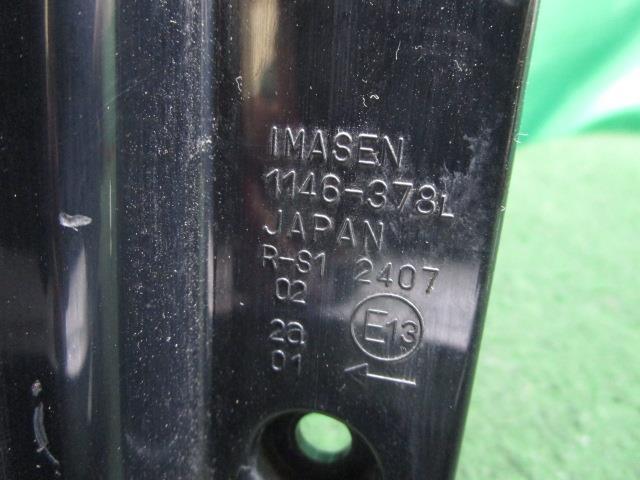 IMASEN
1146-378L
JAPAN
R-S1 2407
02
2a E13
01